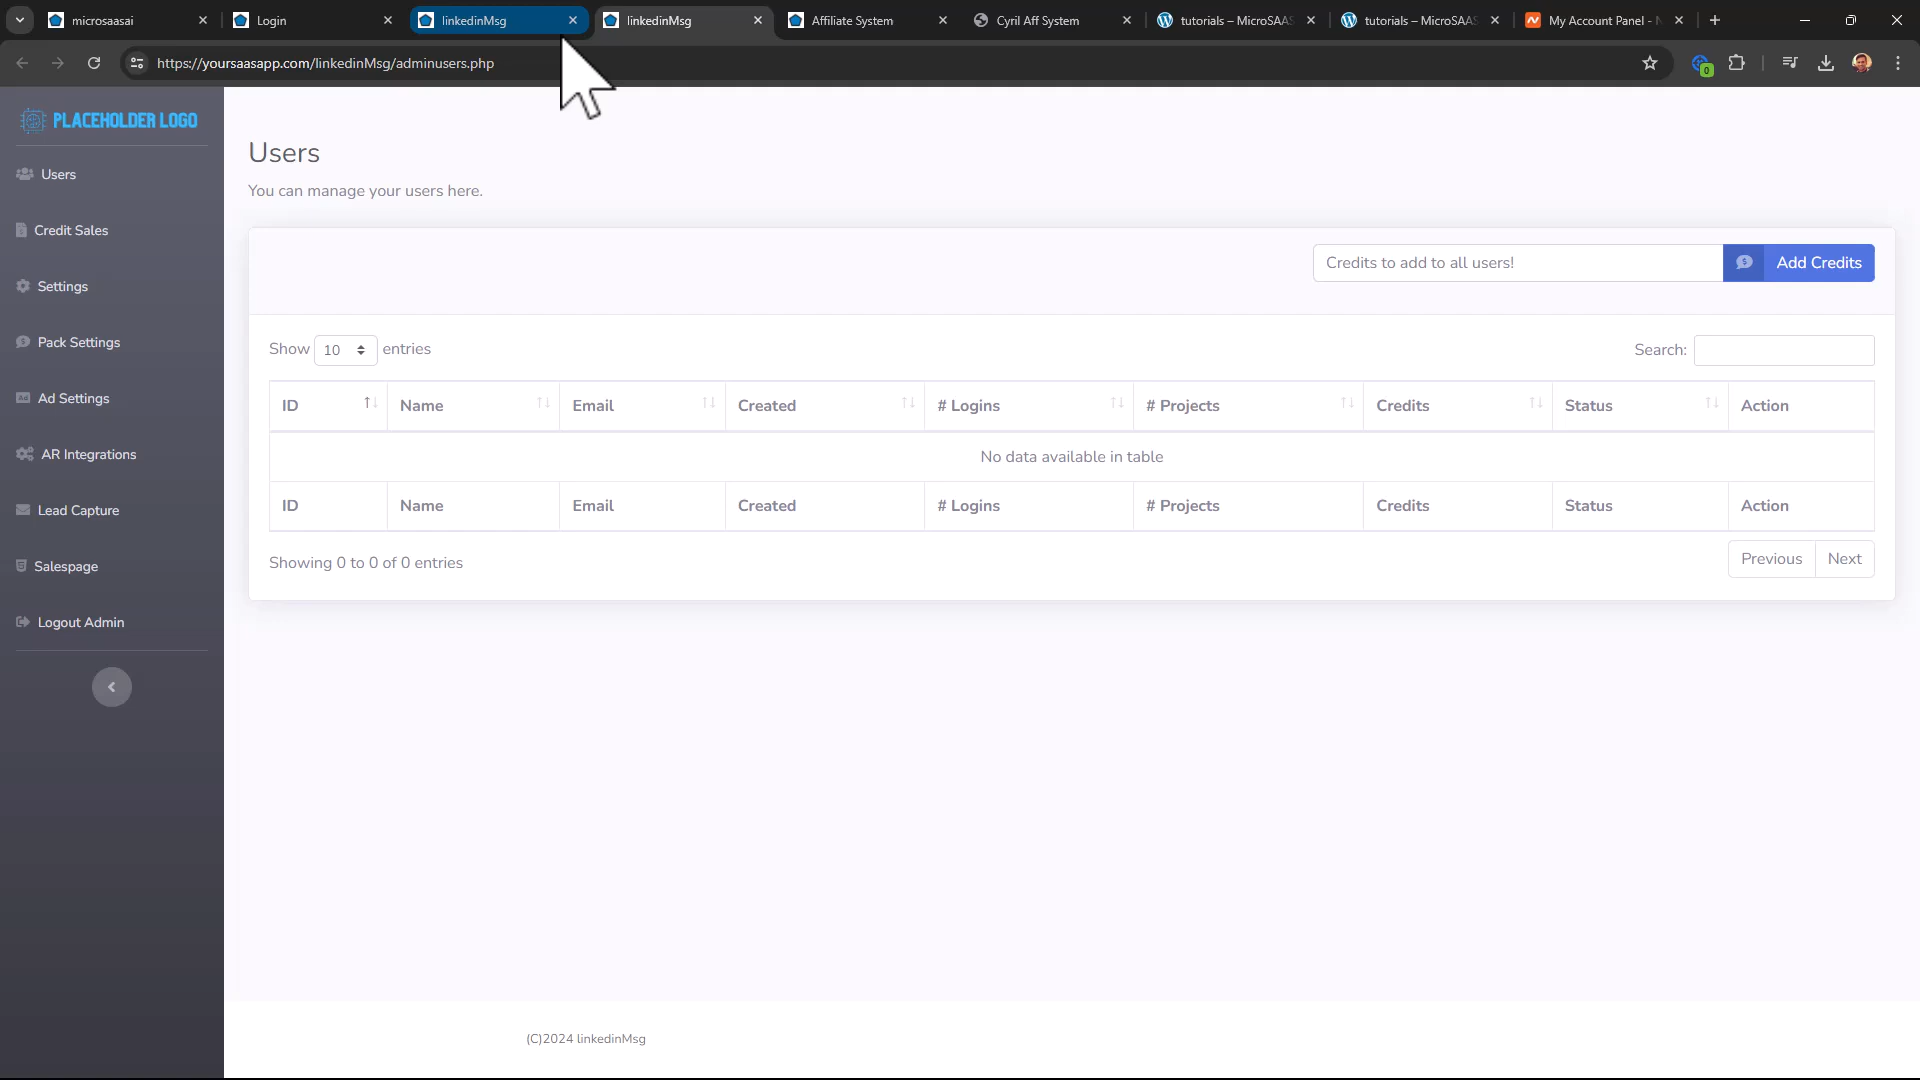 microsaasai
Login
linkedinMsg
linkedinMsg
Affiliate System
Cyril Aff System
tutorials – MicroSAAS
tutorials – MicroSAAS
My Account Panel -
https://yoursaasapp.com/linkedinMsg/adminusers.php
0
PLACEHOLDER LOGO
Users
Credit Sales
Settings
Pack Settings
Ad Settings
AR Integrations
Lead Capture
Salespage
Logout Admin
Users
You can manage your users here.
Credits to add to all users! Add Credits
Show 10 entries Search:
ID Name Email Created # Logins # Projects Credits Status Action
No data available in table
ID Name Email Created # Logins # Projects Credits Status Action
Showing 0 to 0 of 0 entries Previous Next
(C)2024 linkedinMsg